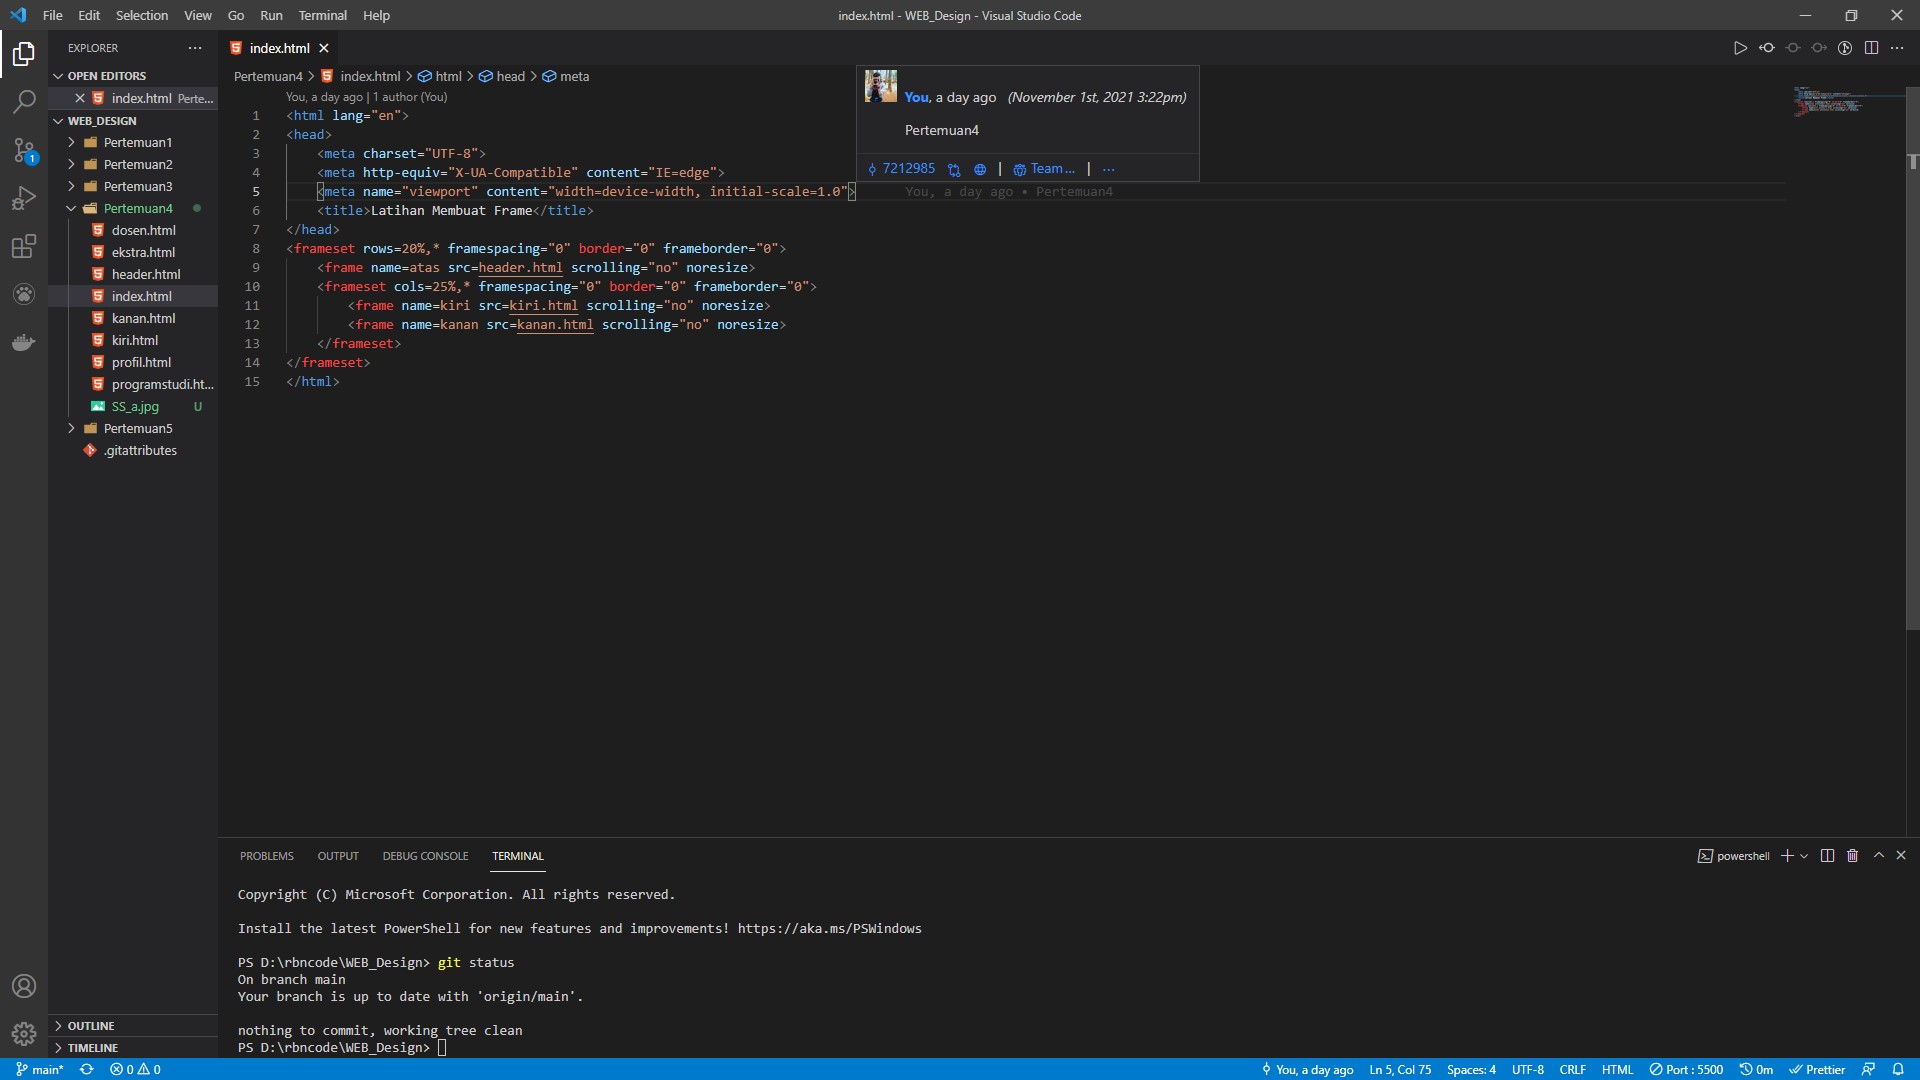 File Edit Selection View Go Run Terminal Help
index.html - WEB_Design - Visual Studio Code
EXPLORER
OPEN EDITORS
index.html Perte...
WEB_DESIGN
Pertemuan1
Pertemuan2
Pertemuan3
Pertemuan4
dosen.html
ekstra.html
header.html
index.html
kanan.html
kiri.html
profil.html
programstudi.ht...
SS_a.jpg U
Pertemuan5
.gitattributes
OUTLINE
TIMELINE
1
index.html
Pertemuan4 > index.html > html > head > meta
You, a day ago | 1 author (You)
1 <html lang="en">
2 <head>
3 <meta charset="UTF-8">
4 <meta http-equiv="X-UA-Compatible" content="IE=edge">
5 <meta name="viewport" content="width=device-width, initial-scale=1.0"> You, a day ago • Pertemuan4
6 <title>Latihan Membuat Frame</title>
7 </head>
8 <frameset rows=20%,* framespacing="0" border="0" frameborder="0">
9 <frame name=atas src=header.html scrolling="no" noresize>
10 <frameset cols=25%,* framespacing="0" border="0" frameborder="0">
11 <frame name=kiri src=kiri.html scrolling="no" noresize>
12 <frame name=kanan src=kanan.html scrolling="no" noresize>
13 </frameset>
14 </frameset>
15 </html>
You, a day ago (November 1st, 2021 3:22pm)
Pertemuan4
7212985 | Team... | ...
PROBLEMS OUTPUT DEBUG CONSOLE TERMINAL
powershell
Copyright (C) Microsoft Corporation. All rights reserved.
Install the latest PowerShell for new features and improvements! https://aka.ms/PSWindows
PS D:\rbncode\WEB_Design> git status
On branch main
Your branch is up to date with 'origin/main'.
nothing to commit, working tree clean
PS D:\rbncode\WEB_Design>
main* 0 0
You, a day ago Ln 5, Col 75 Spaces: 4 UTF-8 CRLF HTML Port : 5500 0m Prettier